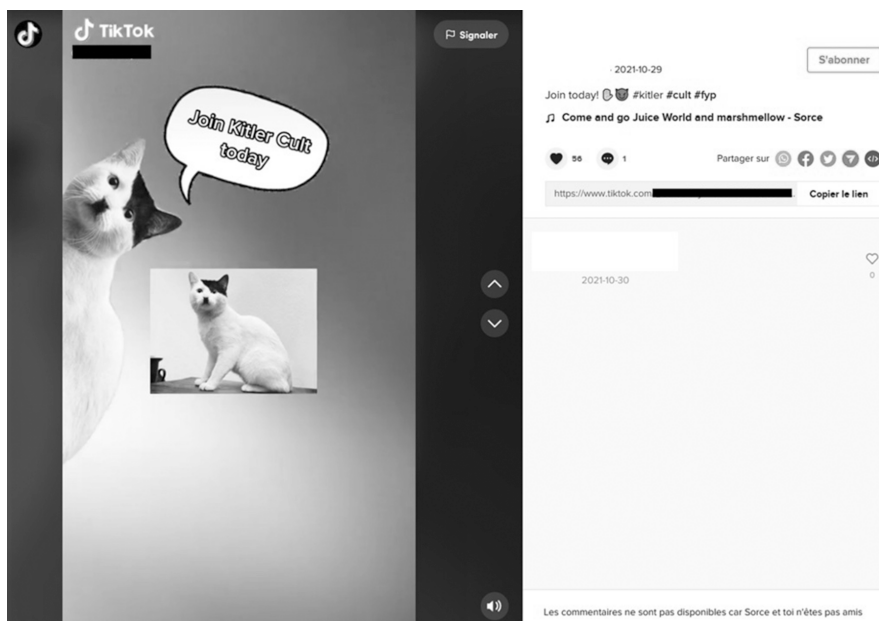 TikTok
Signaler
Join Kitler Cult
today
· 2021-10-29
S'abonner
Join today! #kitler #cult #fyp
Come and go Juice World and marshmellow - Sorce
56
1
Partager sur
https://www.tiktok.com/
Copier le lien
2021-10-30
0
Les commentaires ne sont pas disponibles car Sorce et toi n'êtes pas amis